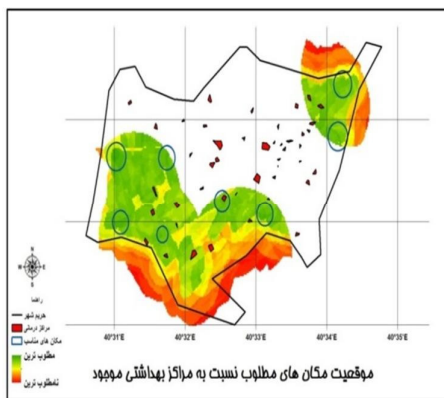 N
W
E
S
راهنما
حریم شهر
مراکز درمانی
مکان های مناسب
مطلوب ترین
نامطلوب ترین
40°31'E
40°32'E
40°33'E
40°34'E
40°35'E
موقعیت مکان های مطلوب نسبت به مراکز بهداشتی موجود